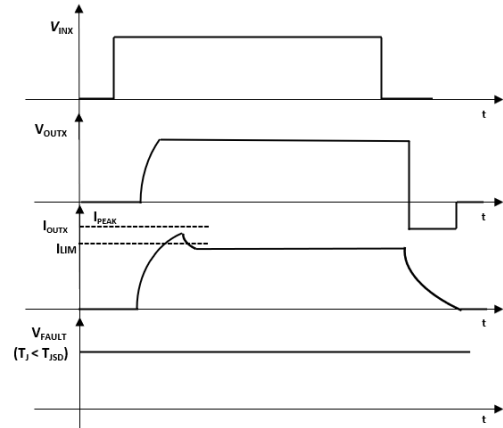 VINX
t
VOUTX
t
IPEAK
IOUTX
ILIM
t
VFAULT
(TJ < TJSD)
t